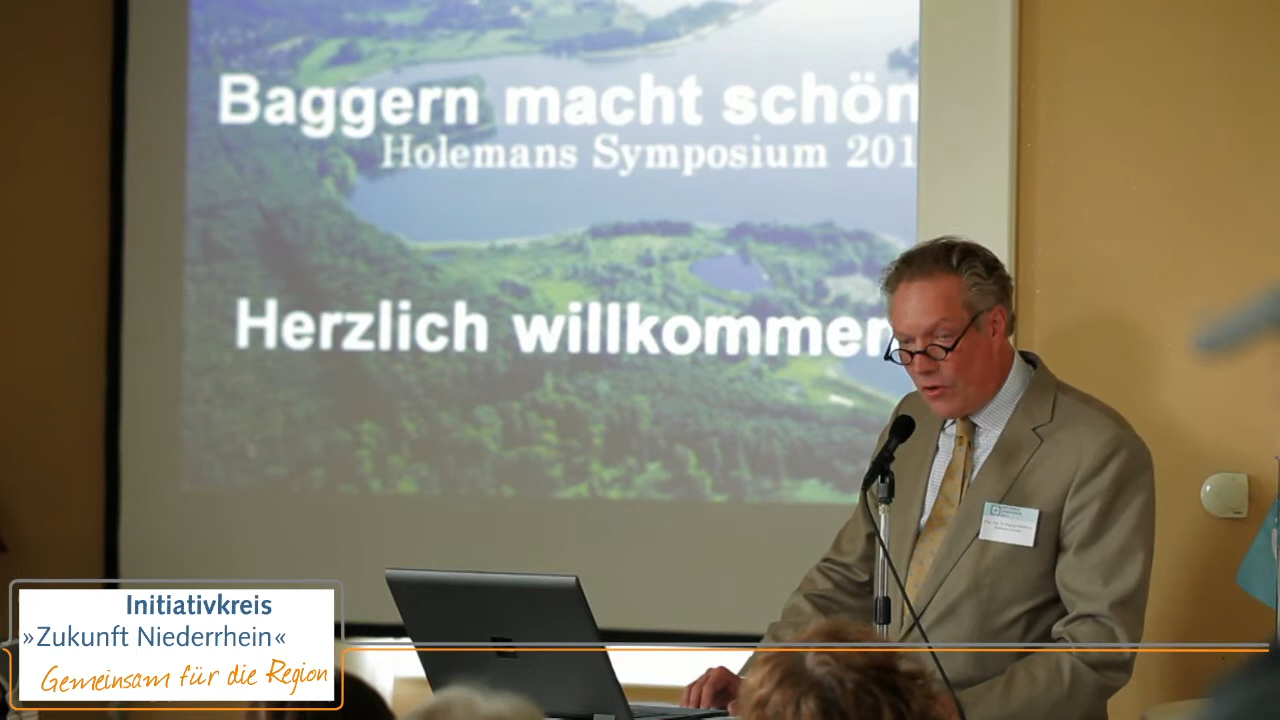 Baggern macht schön
Holemans Symposium 201
Herzlich willkommen
Initiativkreis
»Zukunft Niederrhein«
Gemeinsam für die Region